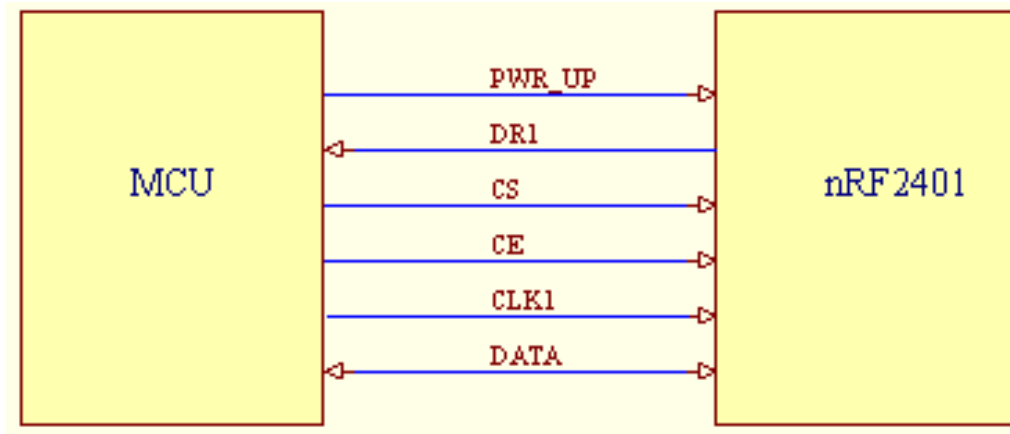 PWR_UP
DR1
MCU
nRF2401
CS
CE
CLK1
DATA